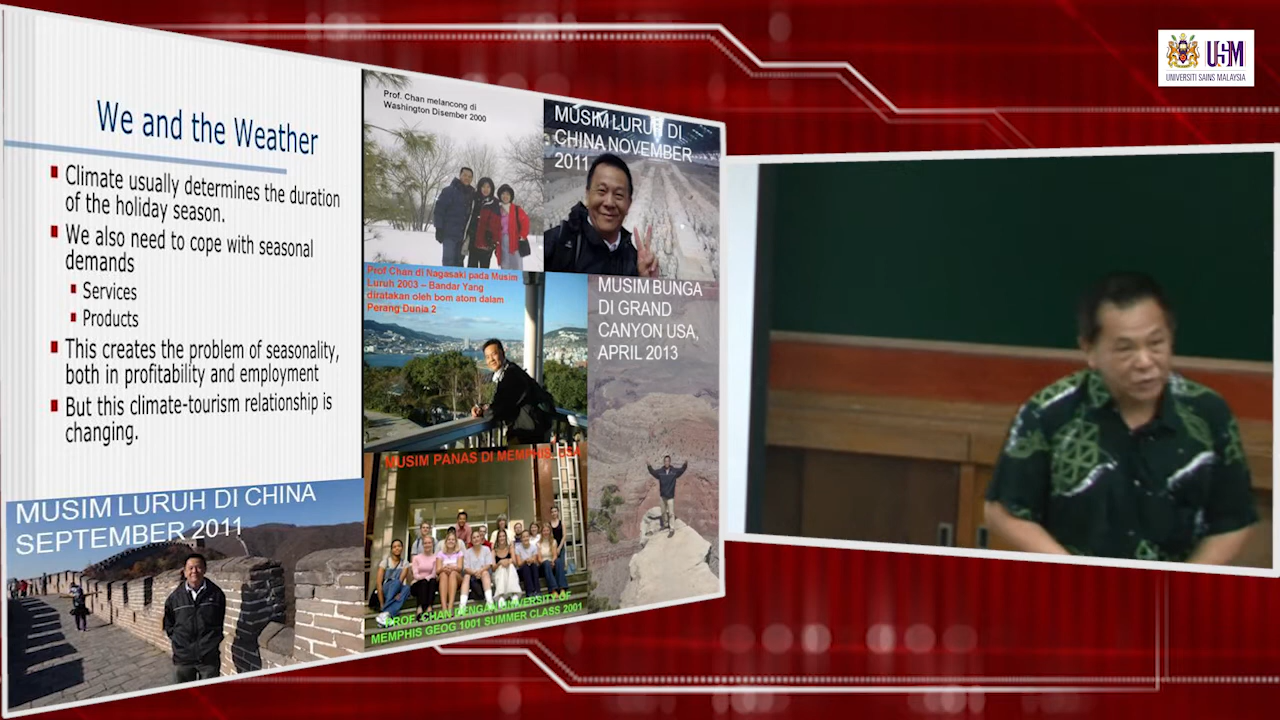 We and the Weather
Climate usually determines the duration
of the holiday season.
We also need to cope with seasonal
demands
Services
Products
This creates the problem of seasonality,
both in profitability and employment
But this climate-tourism relationship is
changing.
MUSIM LURUH DI CHINA
SEPTEMBER 2011
Prof. Chan melancong di
Washington Disember 2000
MUSIM LURUH DI
CHINA NOVEMBER
2011
Prof Chan di Nagasaki pada Musim
Luruh 2003 – Bandar Yang
diratakan oleh bom atom dalam
Perang Dunia 2
MUSIM BUNGA
DI GRAND
CANYON USA,
APRIL 2013
MUSIM PANAS DI MEMPHIS, USA
PROF. CHAN DENGAN UNIVERSITY OF
MEMPHIS GEOG 1001 SUMMER CLASS 2001
USM
UNIVERSITI SAINS MALAYSIA